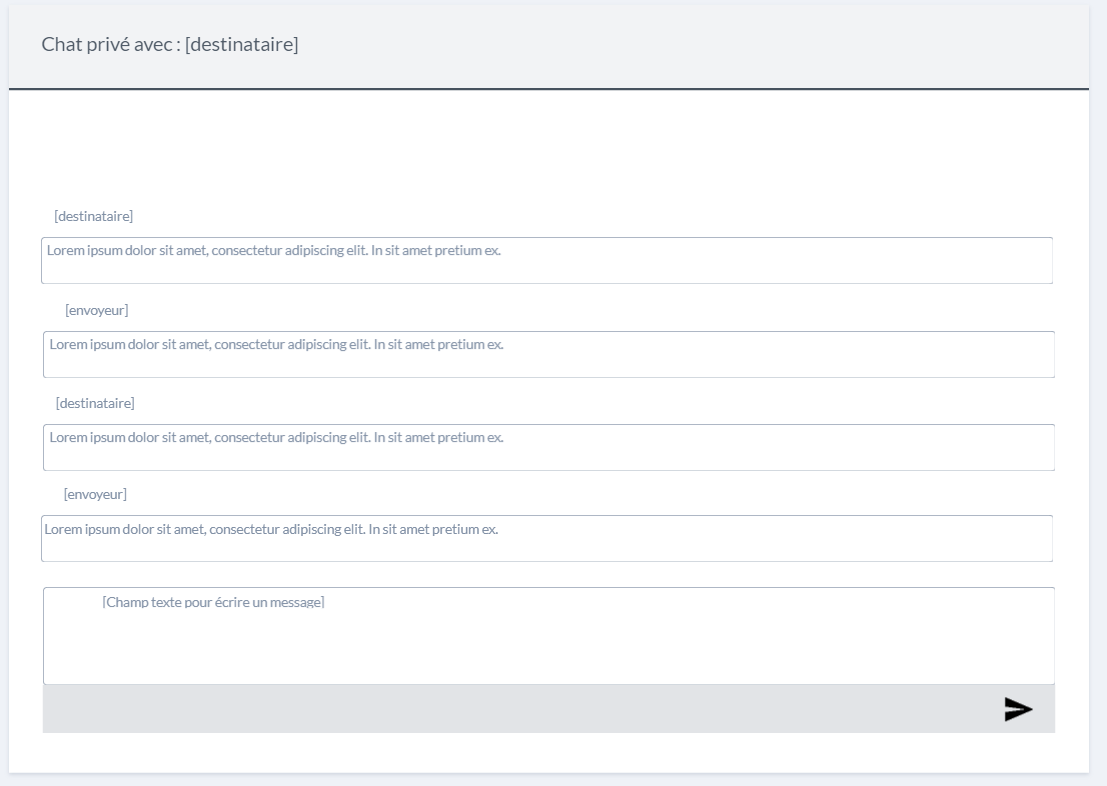 Chat privé avec : [destinataire]
[destinataire]
Lorem ipsum dolor sit amet, consectetur adipiscing elit. In sit amet pretium ex.
[envoyeur]
Lorem ipsum dolor sit amet, consectetur adipiscing elit. In sit amet pretium ex.
[destinataire]
Lorem ipsum dolor sit amet, consectetur adipiscing elit. In sit amet pretium ex.
[envoyeur]
Lorem ipsum dolor sit amet, consectetur adipiscing elit. In sit amet pretium ex.
[Champ texte pour écrire un message]